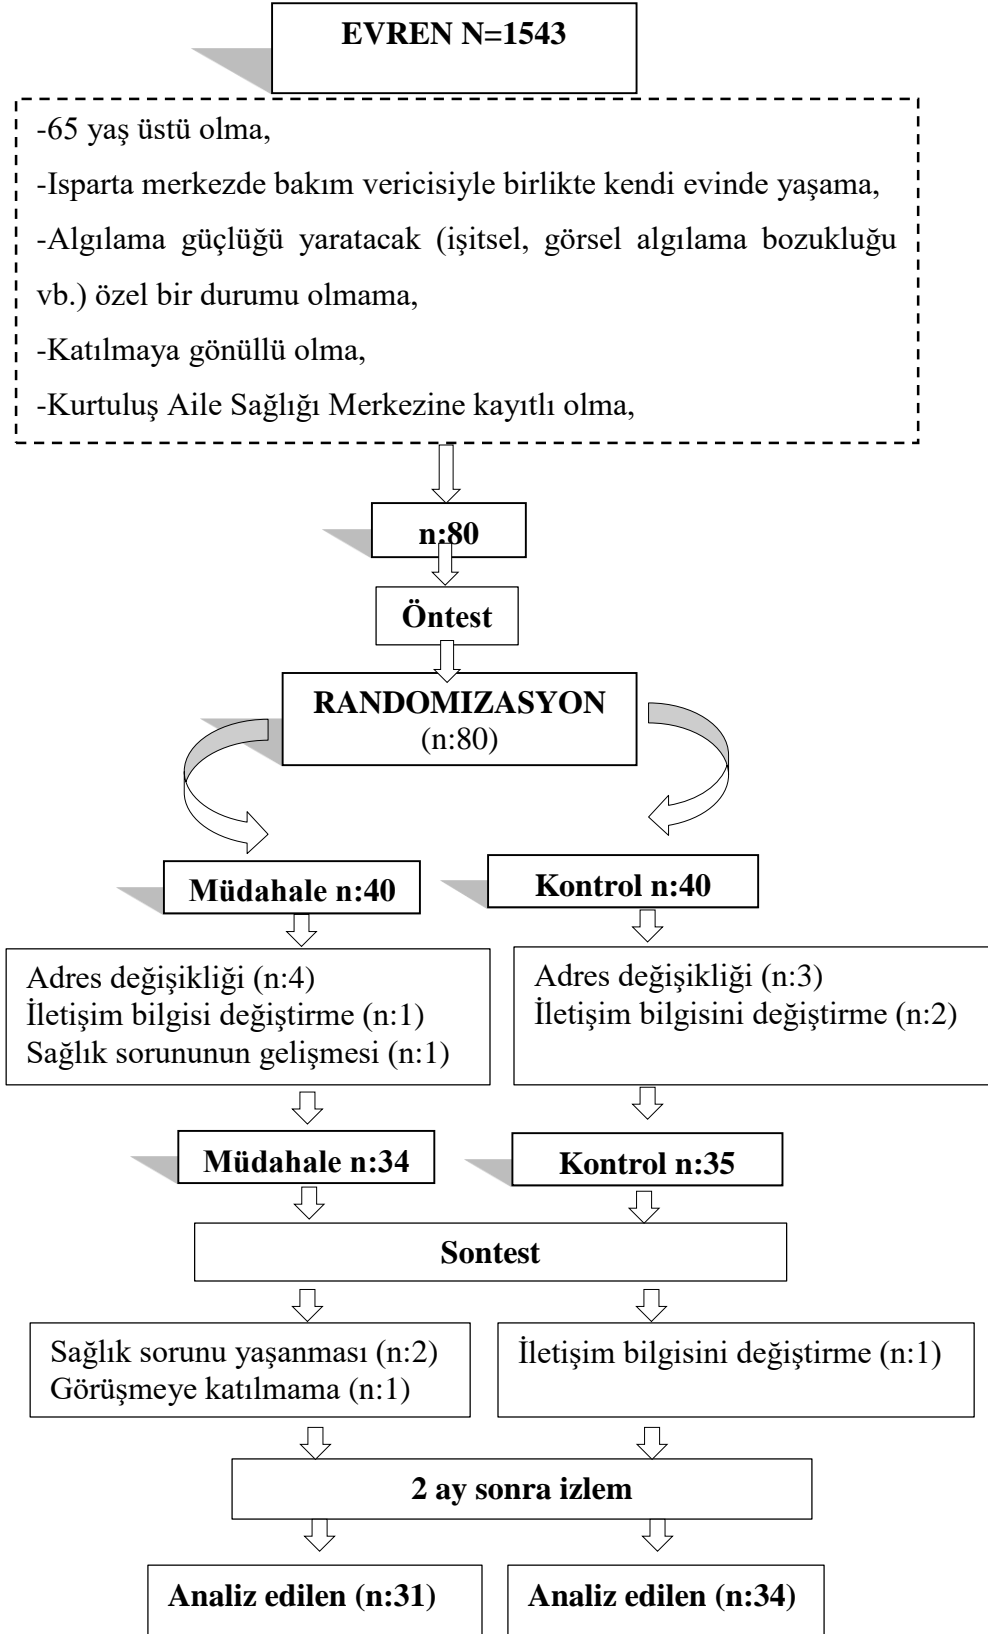 EVREN N=1543
-65 yaş üstü olma,
-Isparta merkezde bakım vericisiyle birlikte kendi evinde yaşama,
-Algılama güçlüğü yaratacak (işitsel, görsel algılama bozukluğu
vb.) özel bir durumu olmama,
-Katılmaya gönüllü olma,
-Kurtuluş Aile Sağlığı Merkezine kayıtlı olma,
n:80
Öntest
RANDOMIZASYON
(n:80)
Müdahale n:40
Kontrol n:40
Adres değişikliği (n:4)
İletişim bilgisi değiştirme (n:1)
Sağlık sorununun gelişmesi (n:1)
Adres değişikliği (n:3)
İletişim bilgisini değiştirme (n:2)
Müdahale n:34
Kontrol n:35
Sontest
Sağlık sorunu yaşanması (n:2)
Görüşmeye katılmama (n:1)
İletişim bilgisini değiştirme (n:1)
2 ay sonra izlem
Analiz edilen (n:31)
Analiz edilen (n:34)